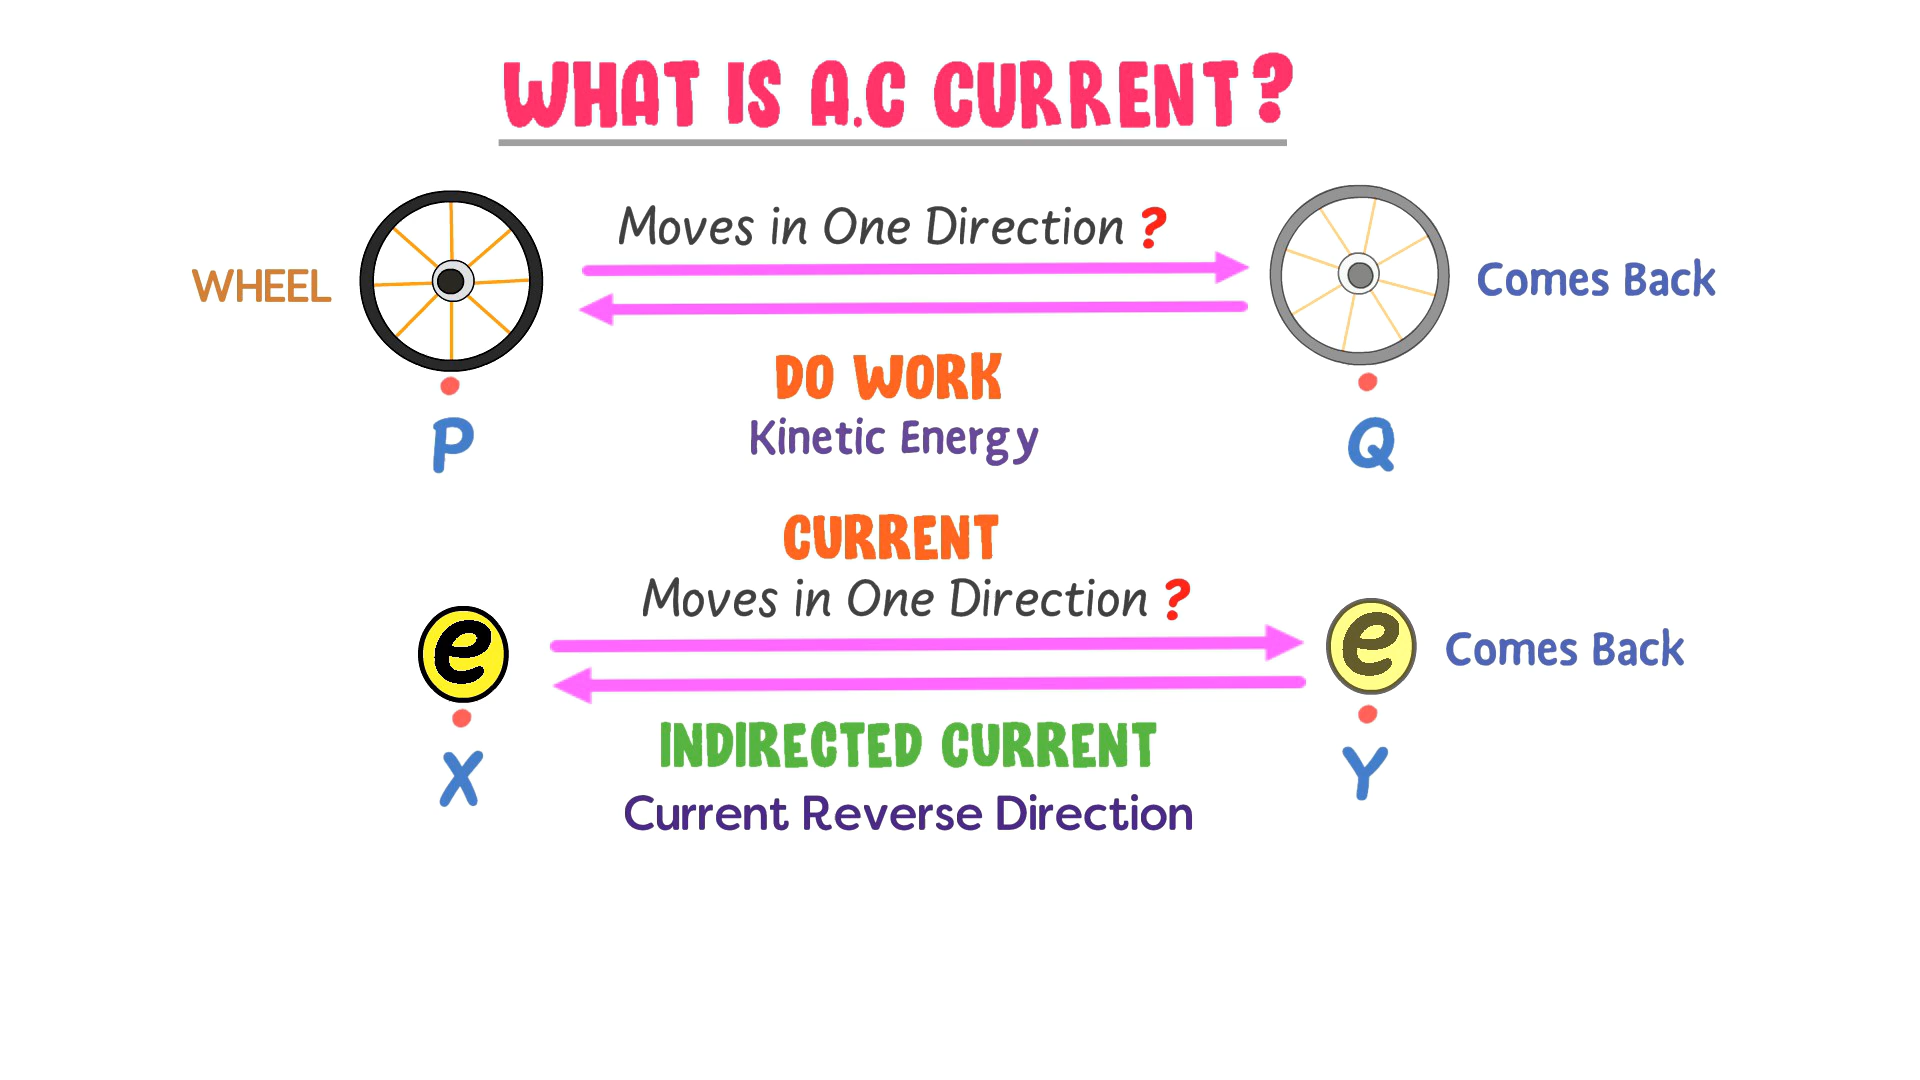 WHAT IS A.C CURRENT?
Moves in One Direction ?
WHEEL
Comes Back
DO WORK
Kinetic Energy
P
Q
CURRENT
Moves in One Direction ?
e
e
Comes Back
INDIRECTED CURRENT
X
Y
Current Reverse Direction